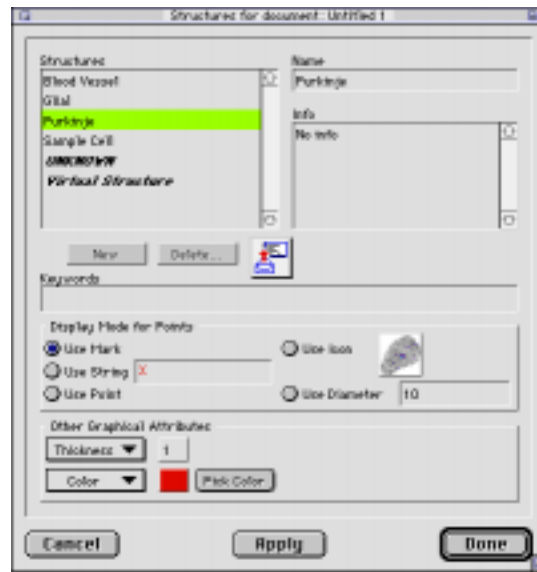 Structures for document: Untitled 1
Structures
Name
Blood Vessel
Purkinje
Glial
Purkinje
Info
Sample Cell
No info
UNKNOWN
Virtual Structure
New
Delete...
Keywords
Display Mode for Points
Use Mark
Use Icon
Use String X
Use Point
Use Diameter 10
Other Graphical Attributes
Thickness 1
Color
Pick Color
Cancel
Apply
Done